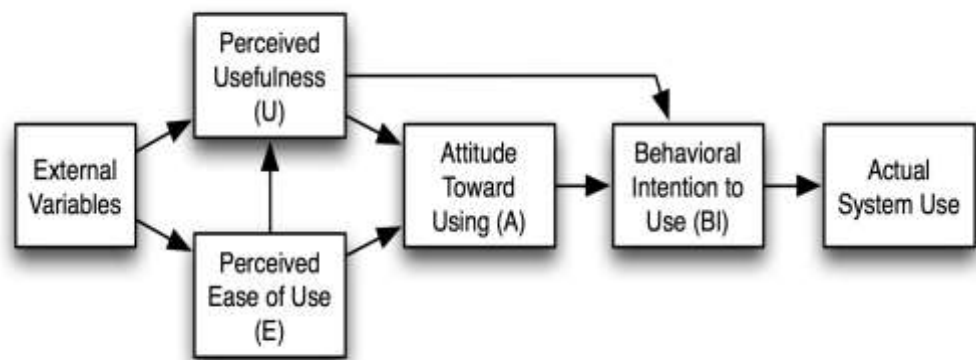 Perceived
Usefulness
(U)
External
Variables
Perceived
Ease of Use
(E)
Attitude
Toward
Using (A)
Behavioral
Intention to
Use (BI)
Actual
System Use